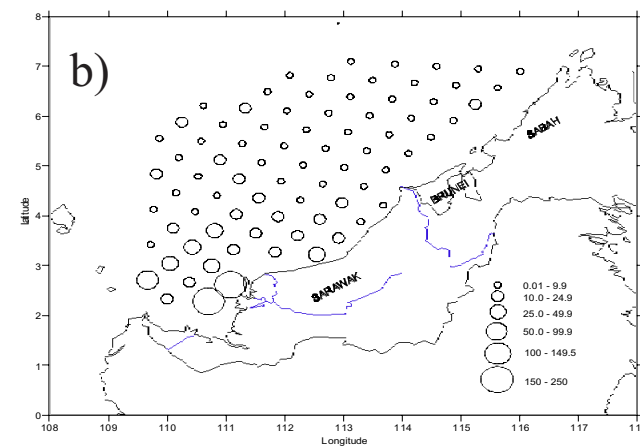 b)
8
7
6
5
4
3
2
1
0
latitude
SABAH
BRUNEI
SARAWAK
0.01 - 9.9
10.0 - 24.9
25.0 - 49.9
50.0 - 99.9
100 - 149.5
150 - 250
108 109 110 111 112 113 114 115 116 117 11
Longitude